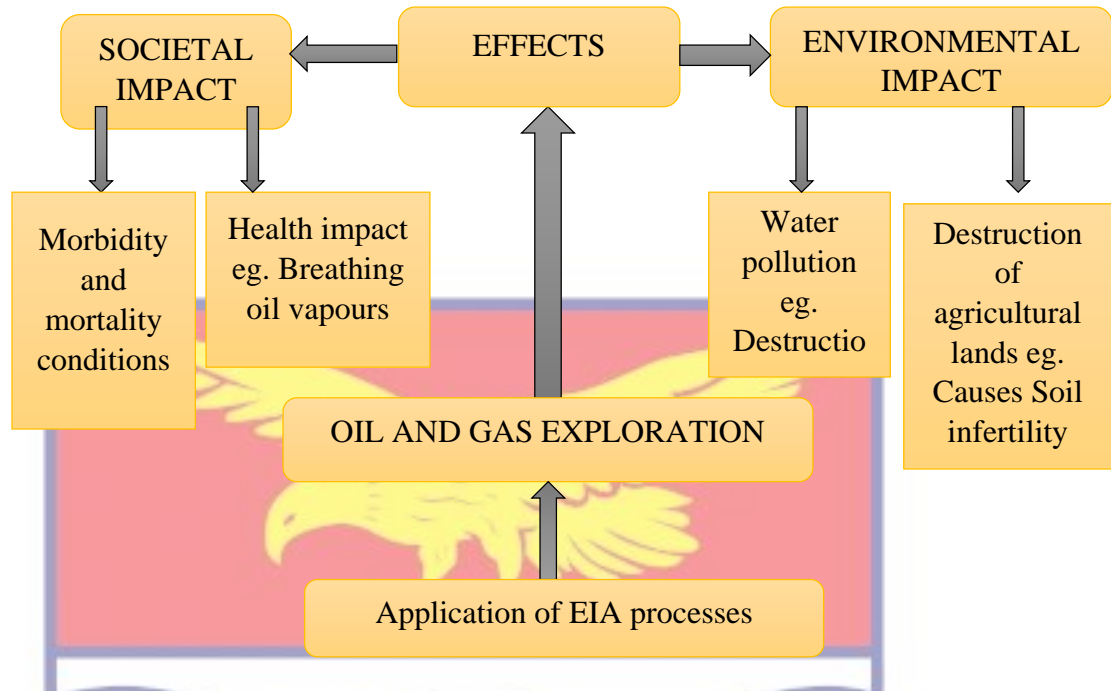 SOCIETAL
IMPACT
EFFECTS
ENVIRONMENTAL
IMPACT
Morbidity
and
mortality
conditions
Health impact
eg. Breathing
oil vapours
Water
pollution
eg.
Destructio
Destruction
of
agricultural
lands eg.
Causes Soil
infertility
OIL AND GAS EXPLORATION
Application of EIA processes